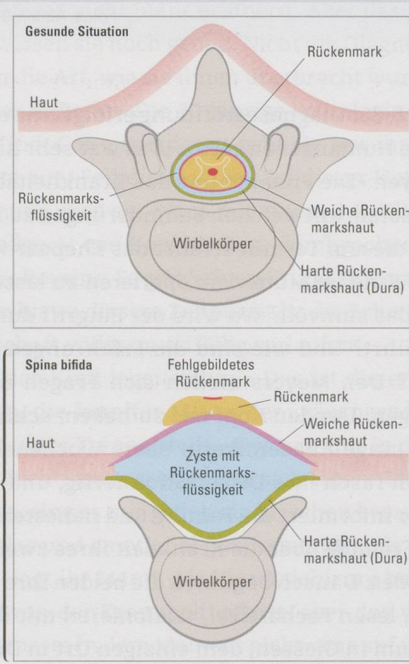 Gesunde Situation
Rückenmark
Haut
Rückenmarks-
flüssigkeit
Weiche Rücken-
markshaut
Wirbelkörper
Harte Rücken-
markshaut (Dura)
Spina bifida
Fehlgebildetes
Rückenmark
Rückenmark
Weiche Rücken-
markshaut
Haut
Zyste mit
Rückenmarks-
flüssigkeit
Harte Rücken-
markshaut (Dura)
Wirbelkörper